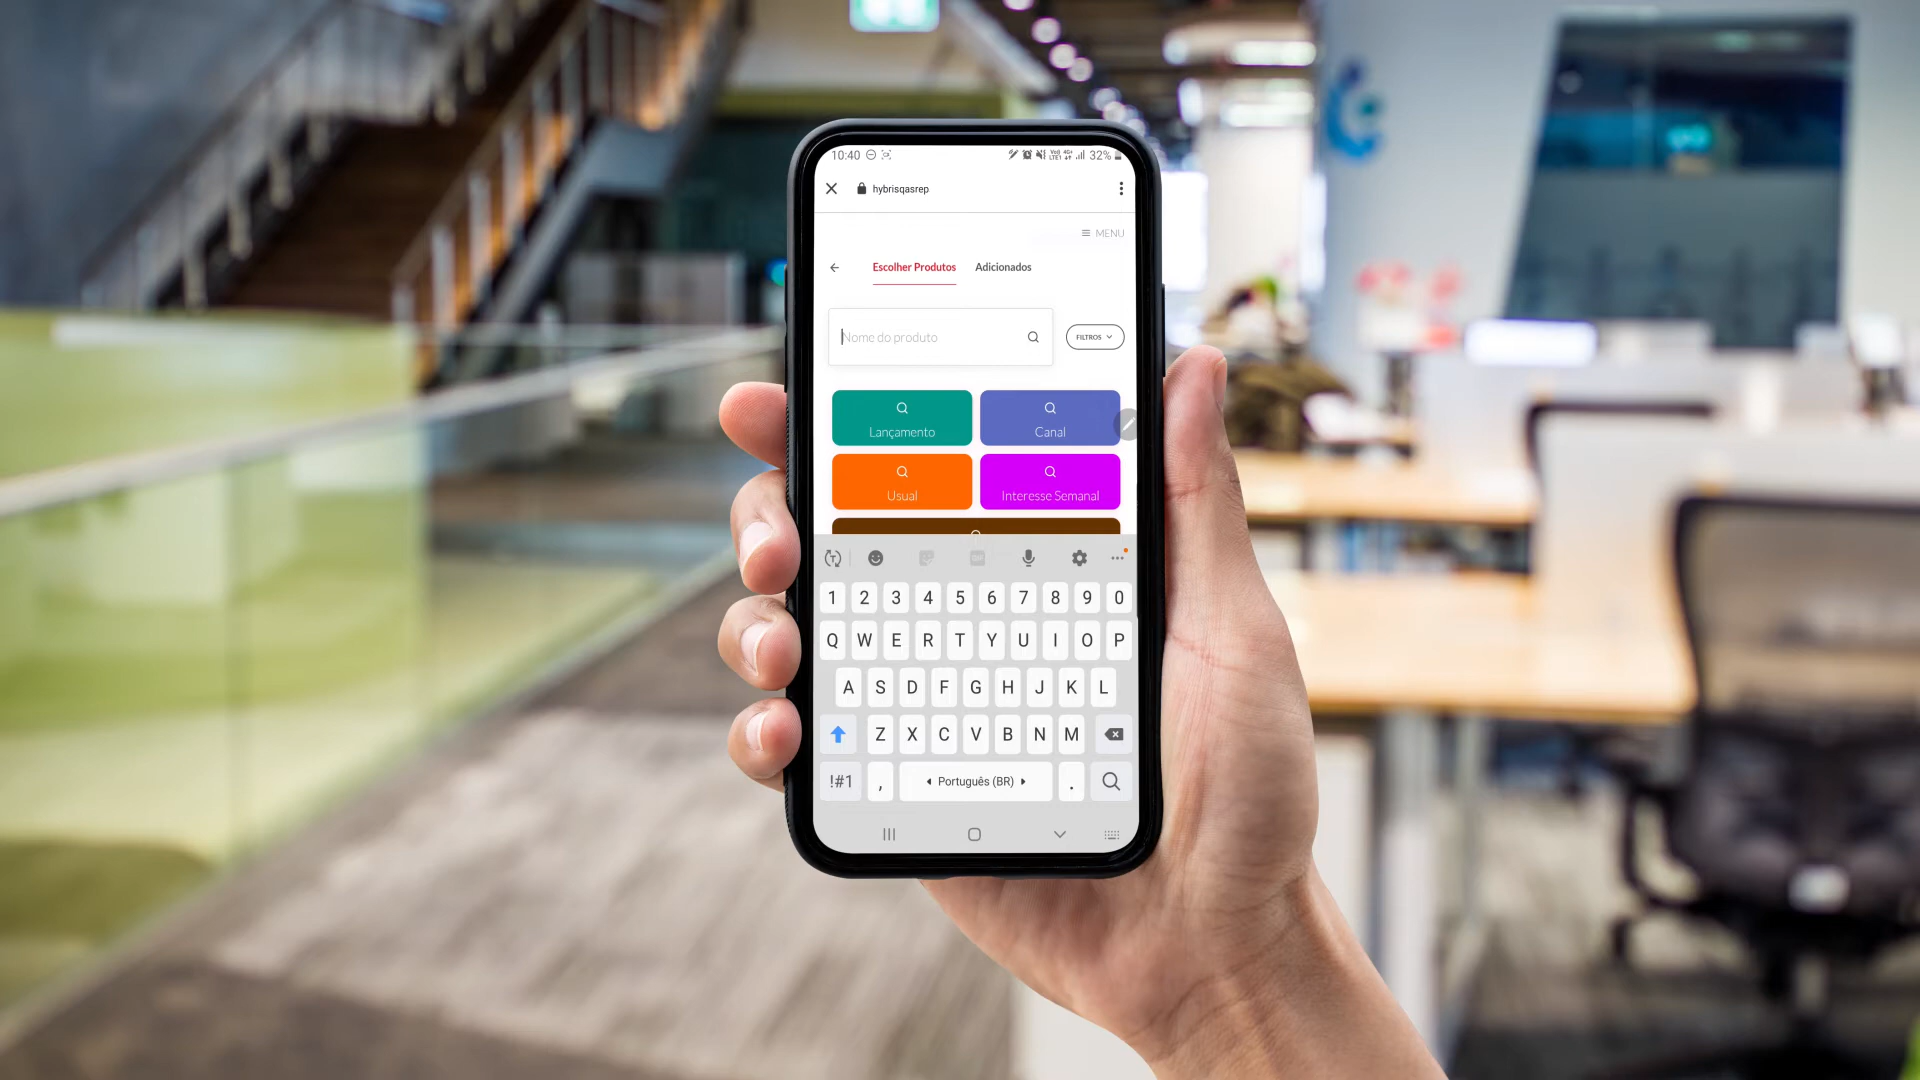 10:40 32%
hybrisqasrep
MENU
Escolher Produtos Adicionados
Nome do produto FILTROS
Lançamento Canal
Usual Interesse Semanal
1 2 3 4 5 6 7 8 9 0
Q W E R T Y U I O P
A S D F G H J K L
Z X C V B N M
!#1 , Português (BR) .